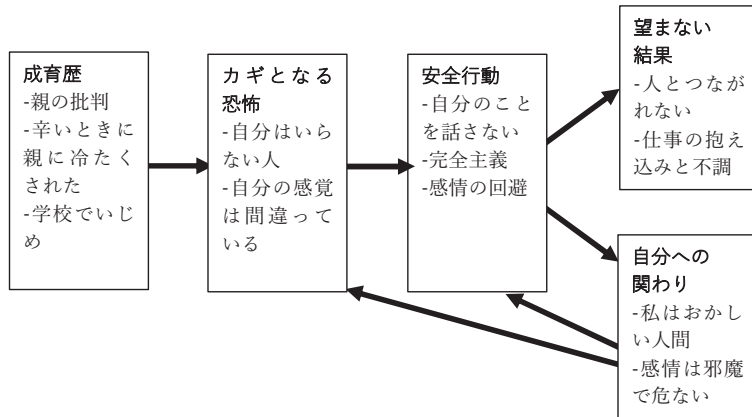 成育歴
-親の批判
-辛いときに
親に冷たく
された
-学校でいじ
め
カギとなる
恐怖
-自分はいら
ない人
-自分の感覚
は間違って
いる
安全行動
-自分のこと
を話さない
-完全主義
-感情の回避
望まない
結果
-人とつなが
れない
-仕事の抱え
込みと不調
自分への
関わり
-私はおかし
い人間
-感情は邪魔
で危ない